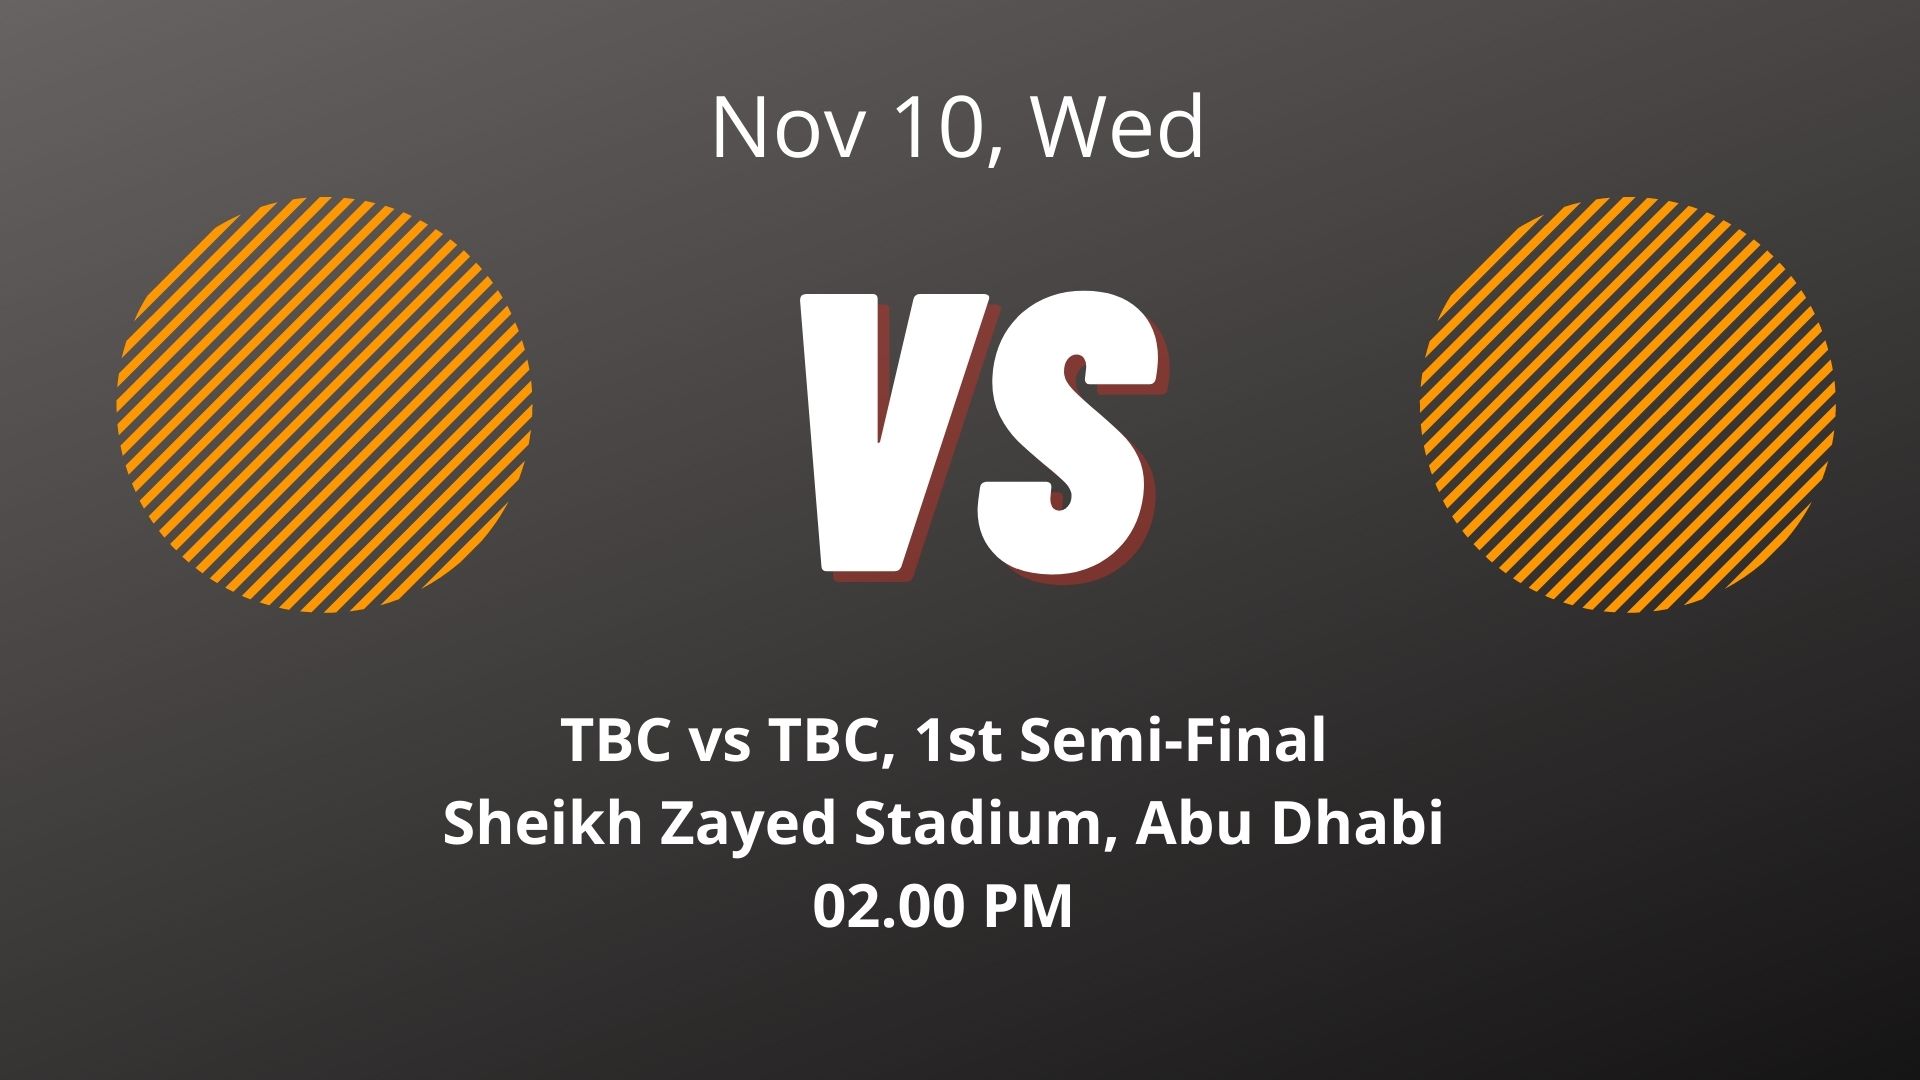 Nov 10, Wed
VS
TBC vs TBC, 1st Semi-Final
Sheikh Zayed Stadium, Abu Dhabi
02.00 PM